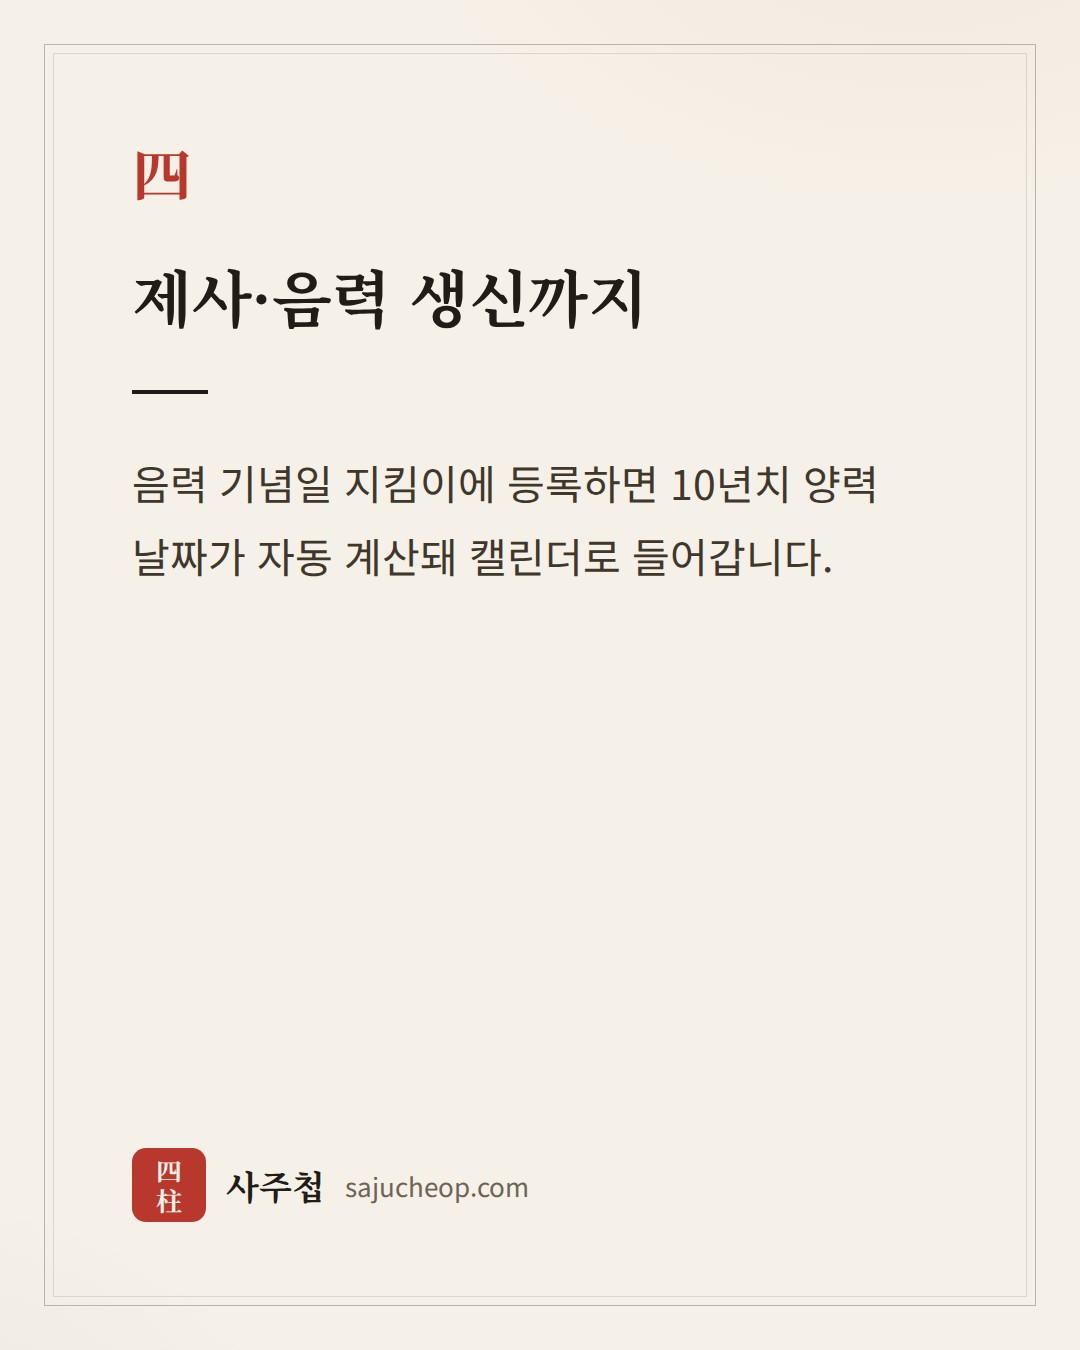 四
제사·음력 생신까지
음력 기념일 지킴이에 등록하면 10년치 양력
날짜가 자동 계산돼 캘린더로 들어갑니다.
四
柱
사주첩 sajucheop.com